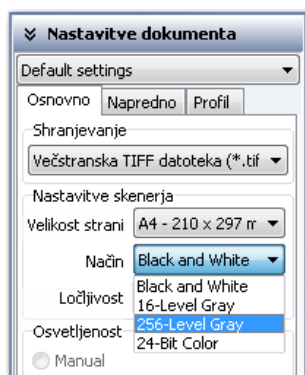 Nastavitve dokumenta
Default settings
Osnovno Napredno Profil
Shranjevanje
Večstranska TIFF datoteka (*.tif
Nastavitve skenerja
Velikost strani A4 - 210 x 297 m
Način Black and White
Black and White
Ločljivost 16-Level Gray
256-Level Gray
Osvetljenost 24-Bit Color
Manual